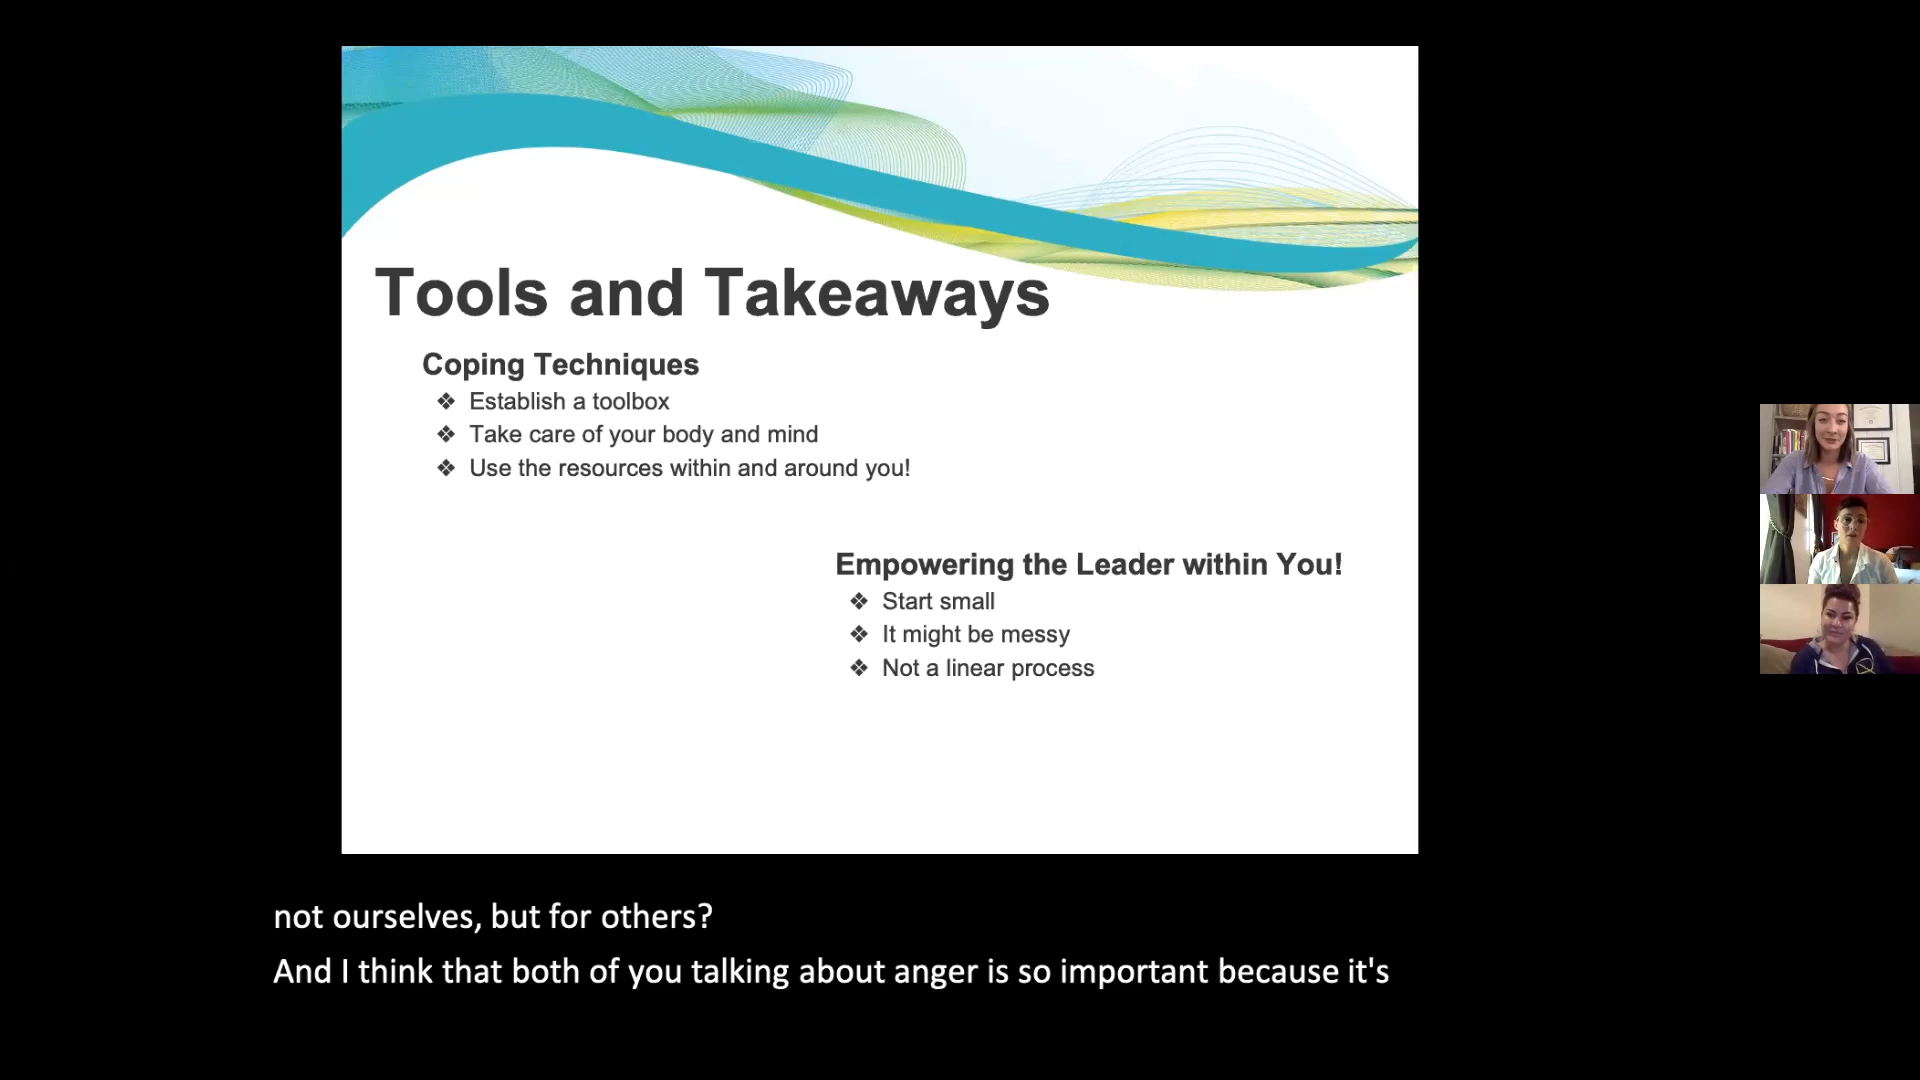 Tools and Takeaways
Coping Techniques
❖ Establish a toolbox
❖ Take care of your body and mind
❖ Use the resources within and around you!
Empowering the Leader within You!
❖ Start small
❖ It might be messy
❖ Not a linear process
not ourselves, but for others?
And I think that both of you talking about anger is so important because it's